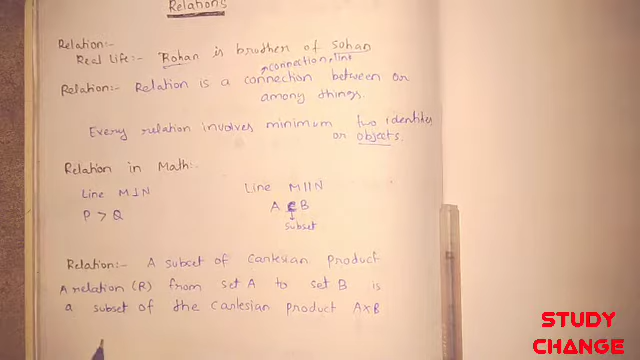 Relations
Relation:-
Real Life:- Rohan is brother of Sohan
connection, link
Relation:- Relation is a connection between or
among things.
Every relation involves minimum two identities
or objects.
Relation in Math:-
Line M⊥N Line M||N
P > Q A ⊂ B
subset
Relation:- A subset of Cartesian product
A relation (R) from set A to set B is
a subset of the Cartesian product A×B
STUDY
CHANGE